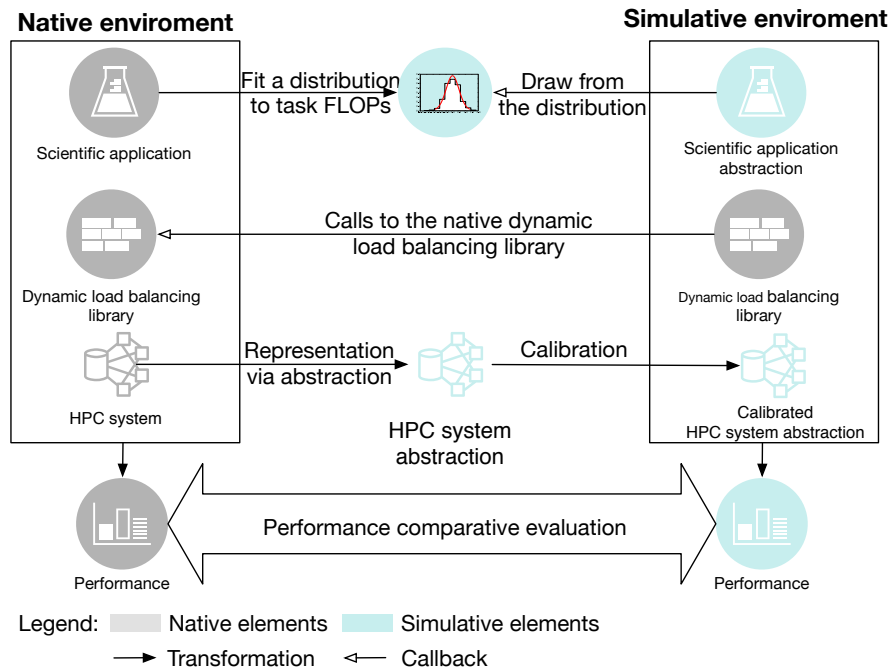 Native enviroment
Simulative enviroment
Fit a distribution
to task FLOPs
Draw from
the distribution
Scientific application
Scientific application
abstraction
Calls to the native dynamic
load balancing library
Dynamic load balancing
library
Dynamic load balancing
library
Representation
via abstraction
Calibration
HPC system
HPC system
abstraction
Calibrated
HPC system abstraction
Performance comparative evaluation
Performance
Performance
Legend: Native elements Simulative elements
Transformation Callback